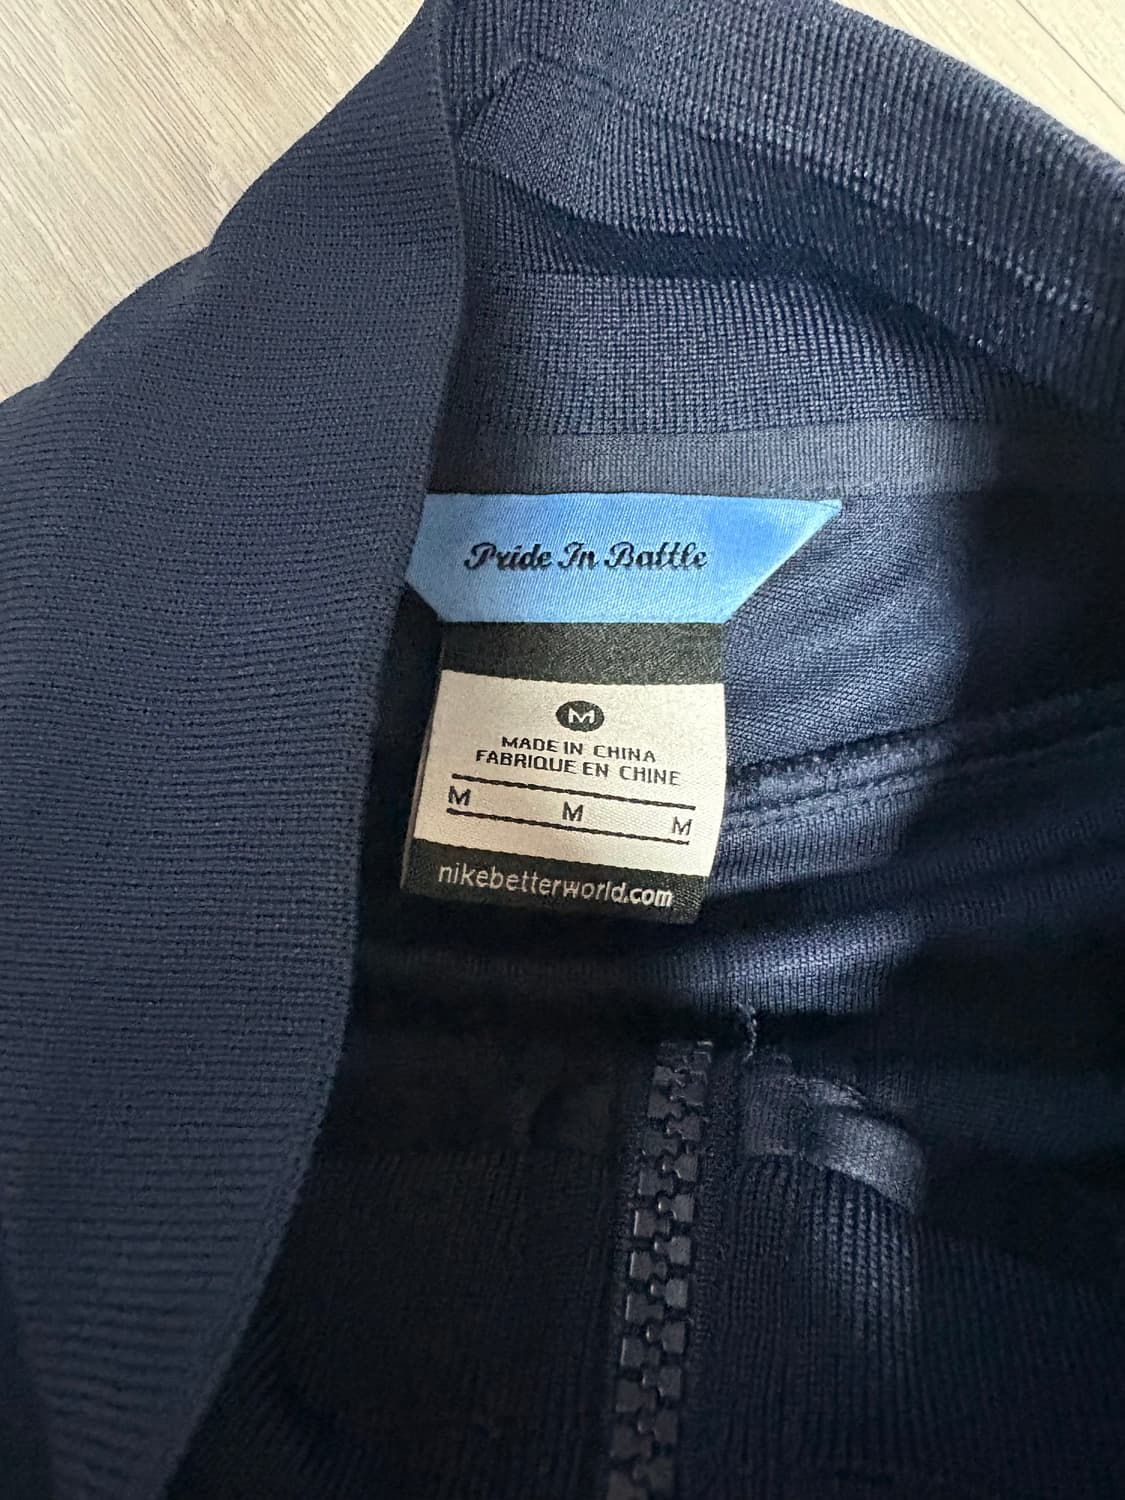 Pride In Battle
M
MADE IN CHINA
FABRIQUE EN CHINE
M M M
nikebetterworld.com